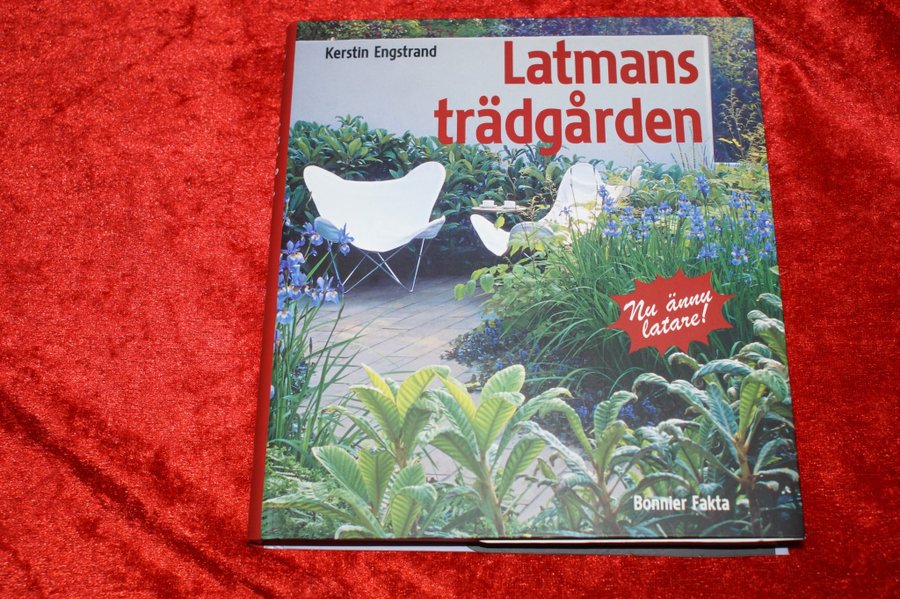 Kerstin Engstrand
Latmans
trädgården
Nu ännu
latare!
Bonnier Fakta